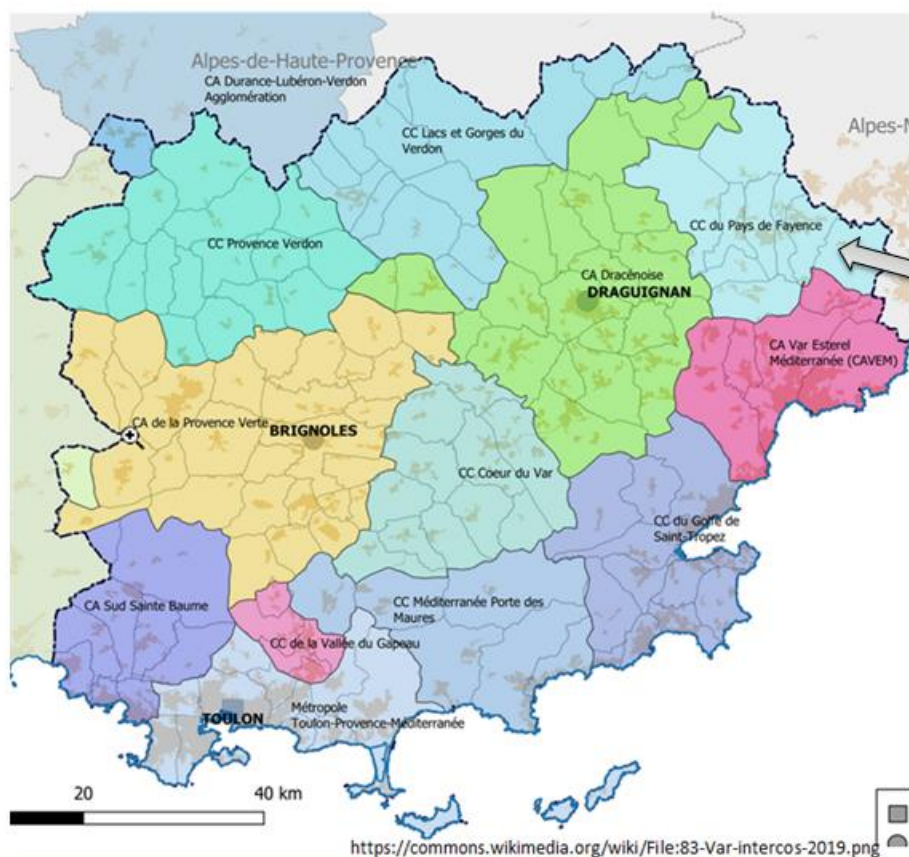 Alpes-de-Haute-Provence
CA Durance-Lubéron-Verdon
Agglomération
CC Lacs et Gorges du
Verdon
Alpes-M
CC Provence Verdon
CC du Pays de Fayence
CA Dracénoise
DRAGUIGNAN
CA Var Esterel
Méditerranée (CAVEM)
CA de la Provence Verte
BRIGNOLES
CC Coeur du Var
CC du Golfe de
Saint-Tropez
CA Sud Sainte Baume
CC Méditerranée Porte des
Maures
CC de la Vallée du Gapeau
TOULON
Métropole
Toulon-Provence-Méditerranée
20
40 km
https://commons.wikimedia.org/wiki/File:83-Var-intercos-2019.png